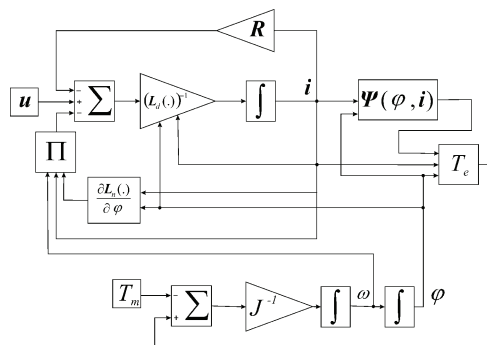 R
u
− + −
∑
(L_d(.))⁻¹
∫
i
Ψ(φ,i)
Π
∂L_n(.)
∂φ
T_e
T_m
− +
∑
J⁻¹
∫
ω
∫
φ